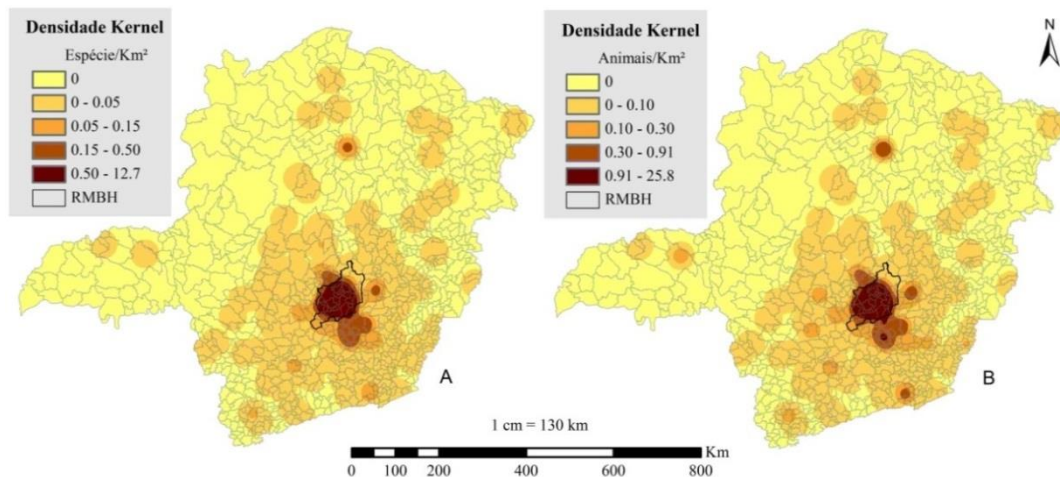 Densidade Kernel
Espécie/Km²
0
0 - 0.05
0.05 - 0.15
0.15 - 0.50
0.50 - 12.7
RMBH
A
Densidade Kernel
Animais/Km²
0
0 - 0.10
0.10 - 0.30
0.30 - 0.91
0.91 - 25.8
RMBH
N
B
1 cm = 130 km
Km
0 100 200 400 600 800